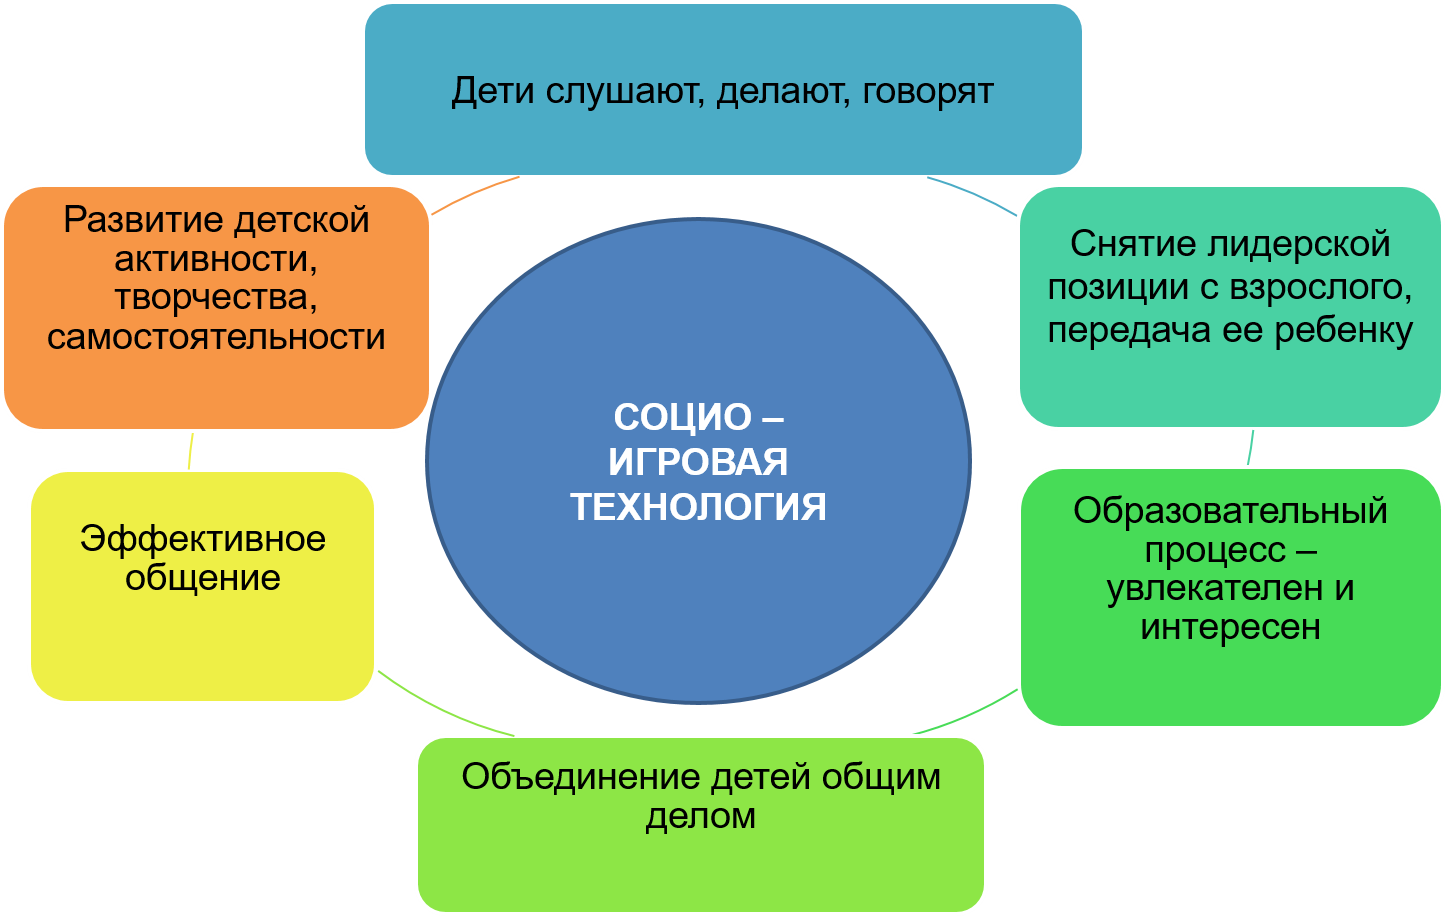 Дети слушают, делают, говорят
Развитие детской
активности,
творчества,
самостоятельности
Снятие лидерской
позиции с взрослого,
передача ее ребенку
СОЦИО –
ИГРОВАЯ
ТЕХНОЛОГИЯ
Эффективное
общение
Образовательный
процесс –
увлекателен и
интересен
Объединение детей общим
делом